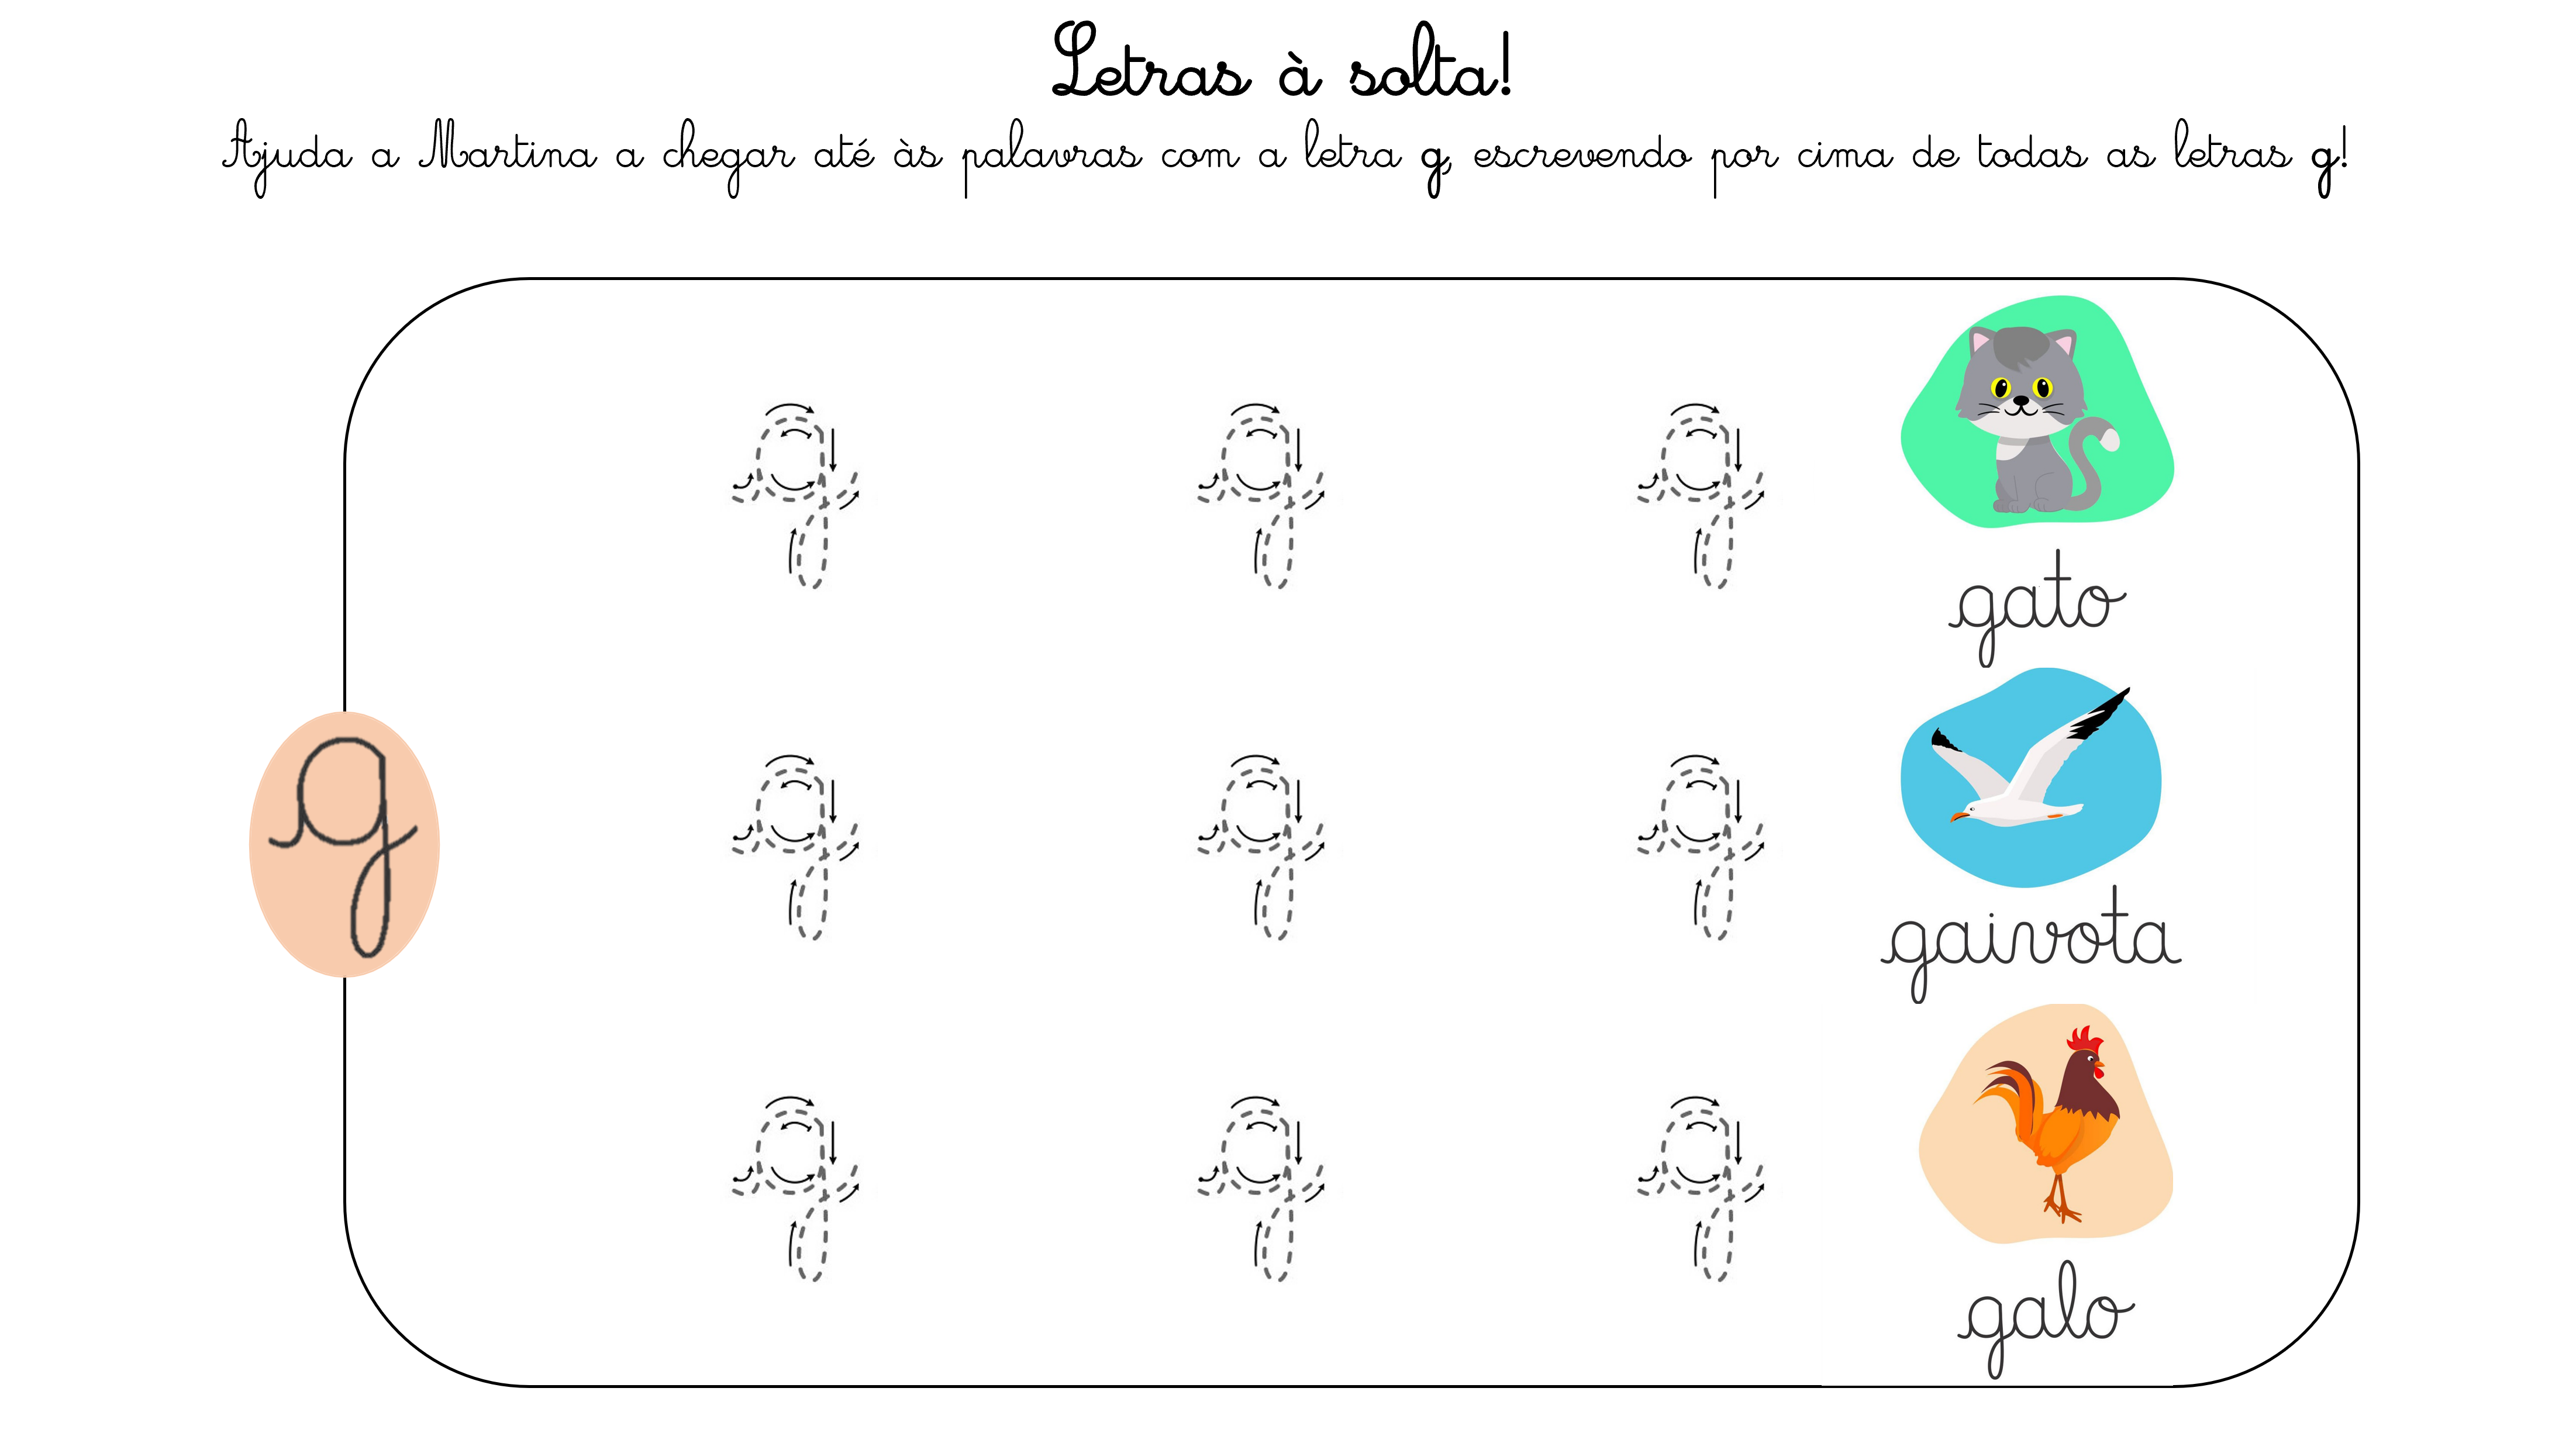 Letras à solta!
Ajuda a Martina a chegar até às palavras com a letra g, escrevendo por cima de todas as letras g!
g g g
gato
g
g g g
gaivota
g g g
galo